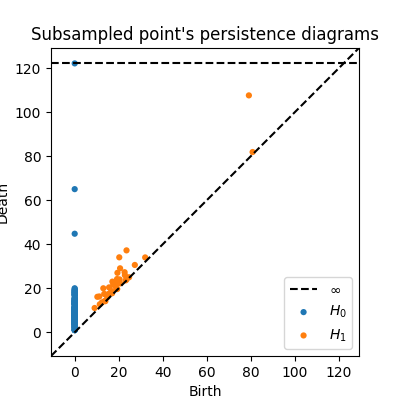 Subsampled point's persistence diagrams
120
100
80
60
40
20
0
Death
0 20 40 60 80 100 120
Birth
∞
H₀
H₁